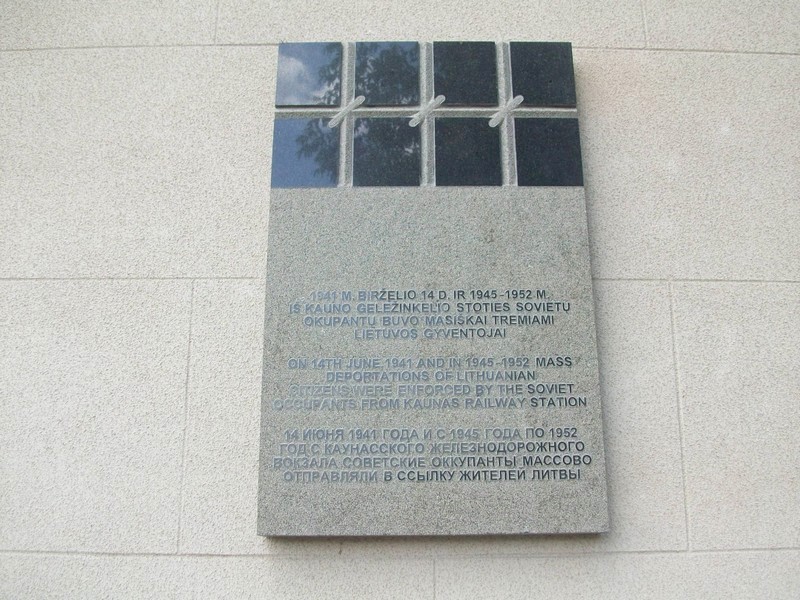 1941 M. BIRŽELIO 14 D. IR 1945-1952 M.
IŠ KAUNO GELEŽINKELIO STOTIES SOVIETŲ
OKUPANTŲ BUVO MASIŠKAI TREMIAMI
LIETUVOS GYVENTOJAI
ON 14TH JUNE 1941 AND IN 1945-1952 MASS
DEPORTATIONS OF LITHUANIAN
CITIZENS WERE ENFORCED BY THE SOVIET
OCCUPANTS FROM KAUNAS RAILWAY STATION
14 ИЮНЯ 1941 ГОДА И С 1945 ГОДА ПО 1952
ГОД С КАУНАССКОГО ЖЕЛЕЗНОДОРОЖНОГО
ВОКЗАЛА СОВЕТСКИЕ ОККУПАНТЫ МАССОВО
ОТПРАВЛЯЛИ В ССЫЛКУ ЖИТЕЛЕЙ ЛИТВЫ